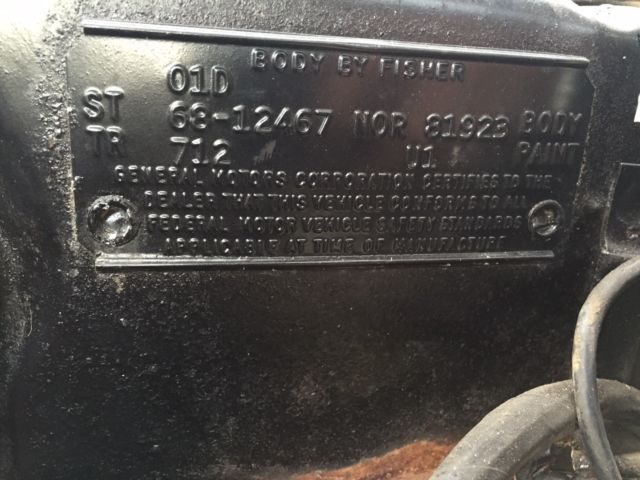 BODY BY FISHER
01D
ST 68-12467 NOR 81923 BODY
TR 712 U1 PAINT
GENERAL MOTORS CORPORATION CERTIFIES TO THE
DEALER THAT THIS VEHICLE CONFORMS TO ALL
FEDERAL MOTOR VEHICLE SAFETY STANDARDS
APPLICABLE AT TIME OF MANUFACTURE